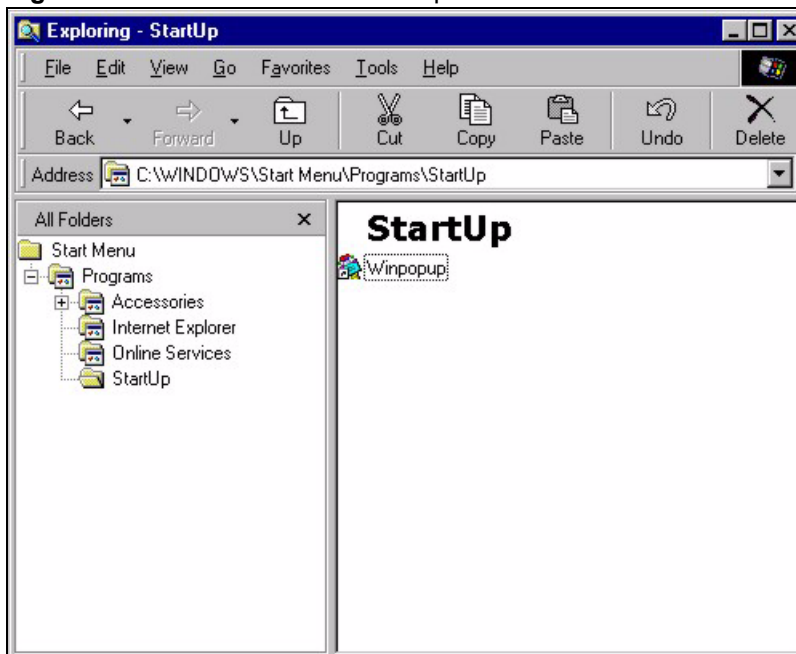 Exploring - StartUp
File Edit View Go Favorites Tools Help
Back Forward Up Cut Copy Paste Undo Delete
Address C:\WINDOWS\Start Menu\Programs\StartUp
All Folders
Start Menu
Programs
Accessories
Internet Explorer
Online Services
StartUp
StartUp
Winpopup